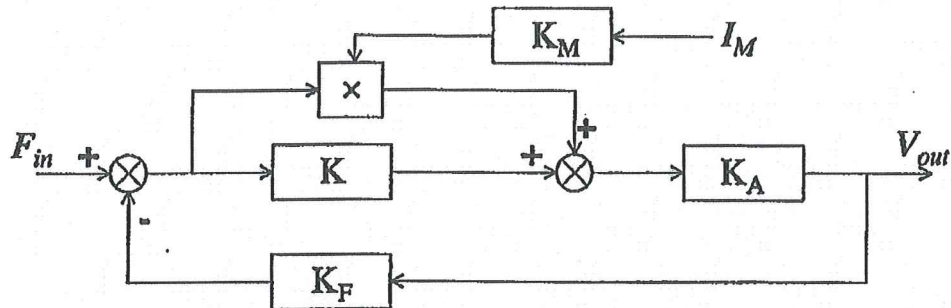 K_M
I_M
×
+
F_in + K + V_out
K_A
-
K_F